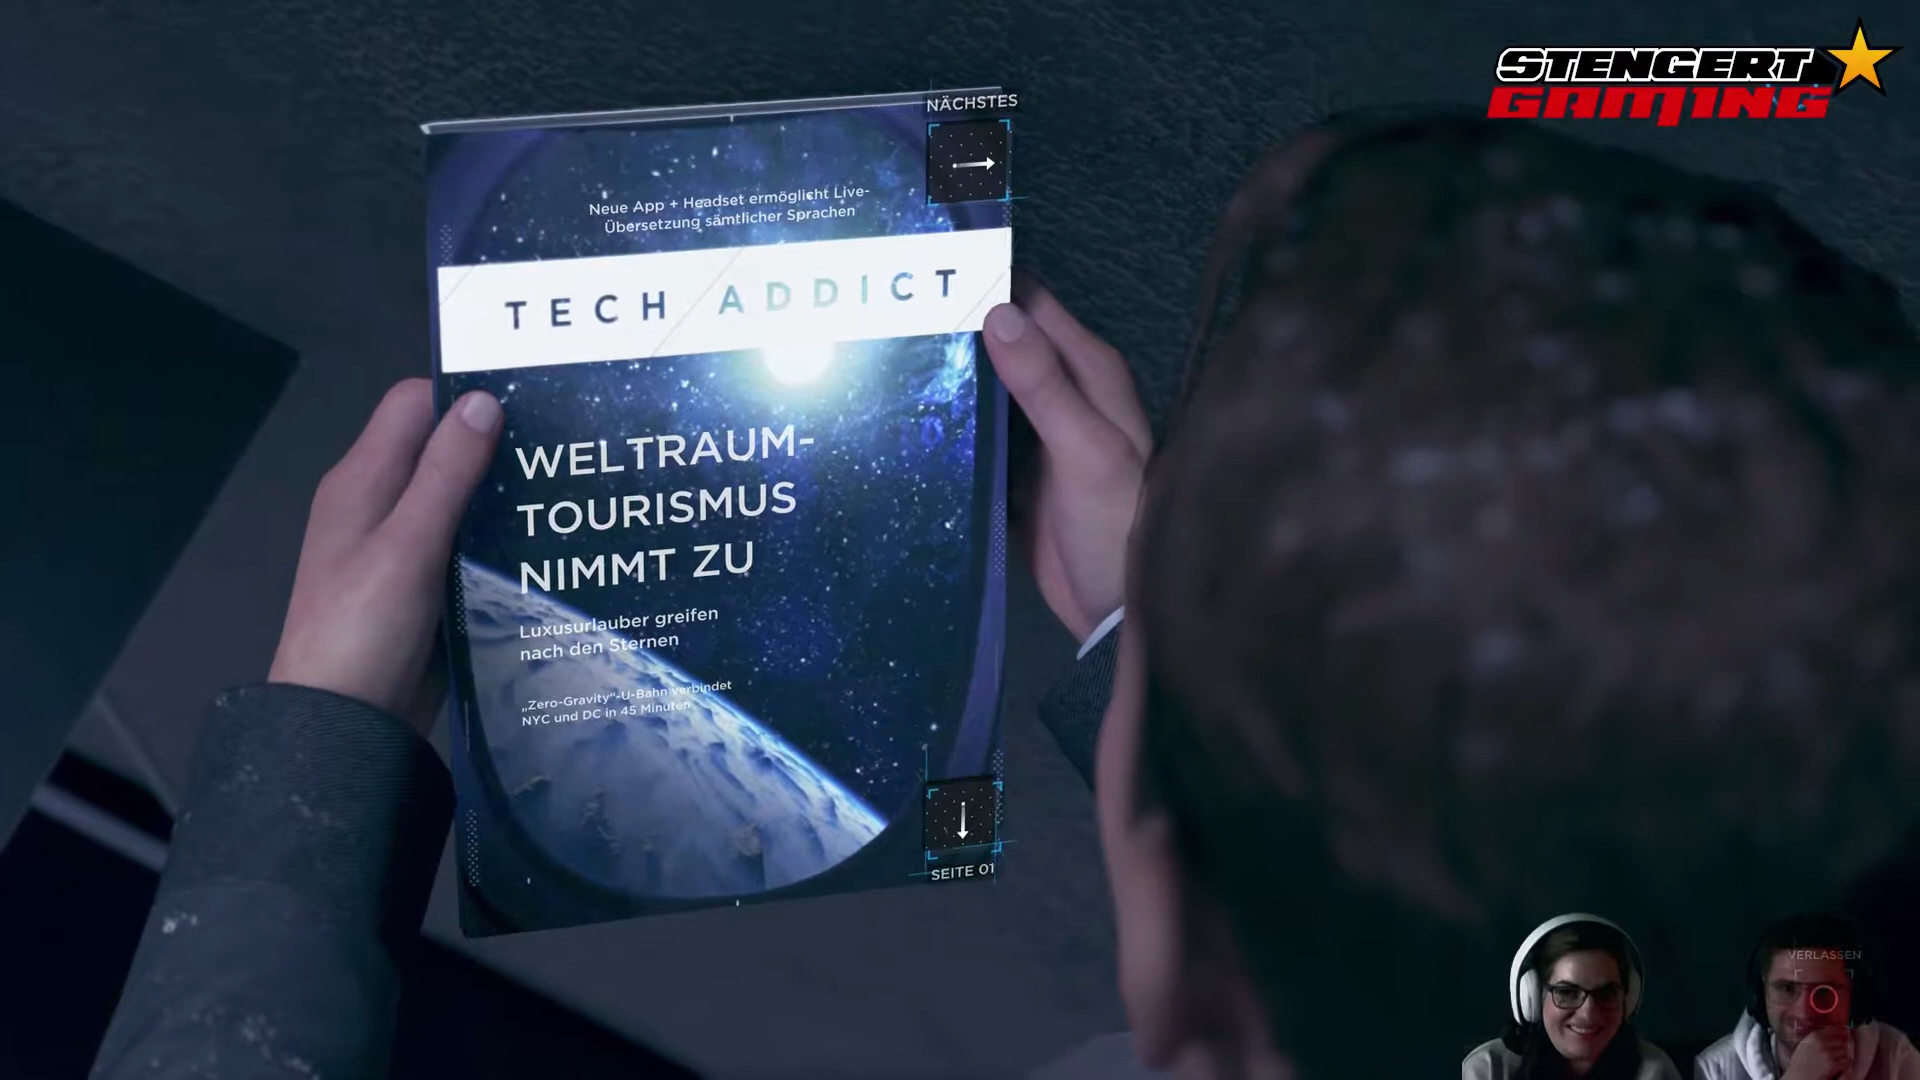 STENGERT
GAMING
NÄCHSTES
Neue App + Headset ermöglicht Live-
Übersetzung sämtlicher Sprachen
TECH ADDICT
WELTRAUM-
TOURISMUS
NIMMT ZU
Luxusurlauber greifen
nach den Sternen
„Zero-Gravity“-U-Bahn verbindet
NYC und DC in 45 Minuten
SEITE 01
VERLASSEN